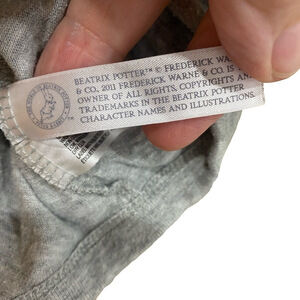 BEATRIX POTTER™ © FREDERICK WARNE
& CO., 2011 FREDERICK WARNE & CO. IS
OWNER OF ALL RIGHTS, COPYRIGHTS AND
TRADEMARKS IN THE BEATRIX POTTER
CHARACTER NAMES AND ILLUSTRATIONS.